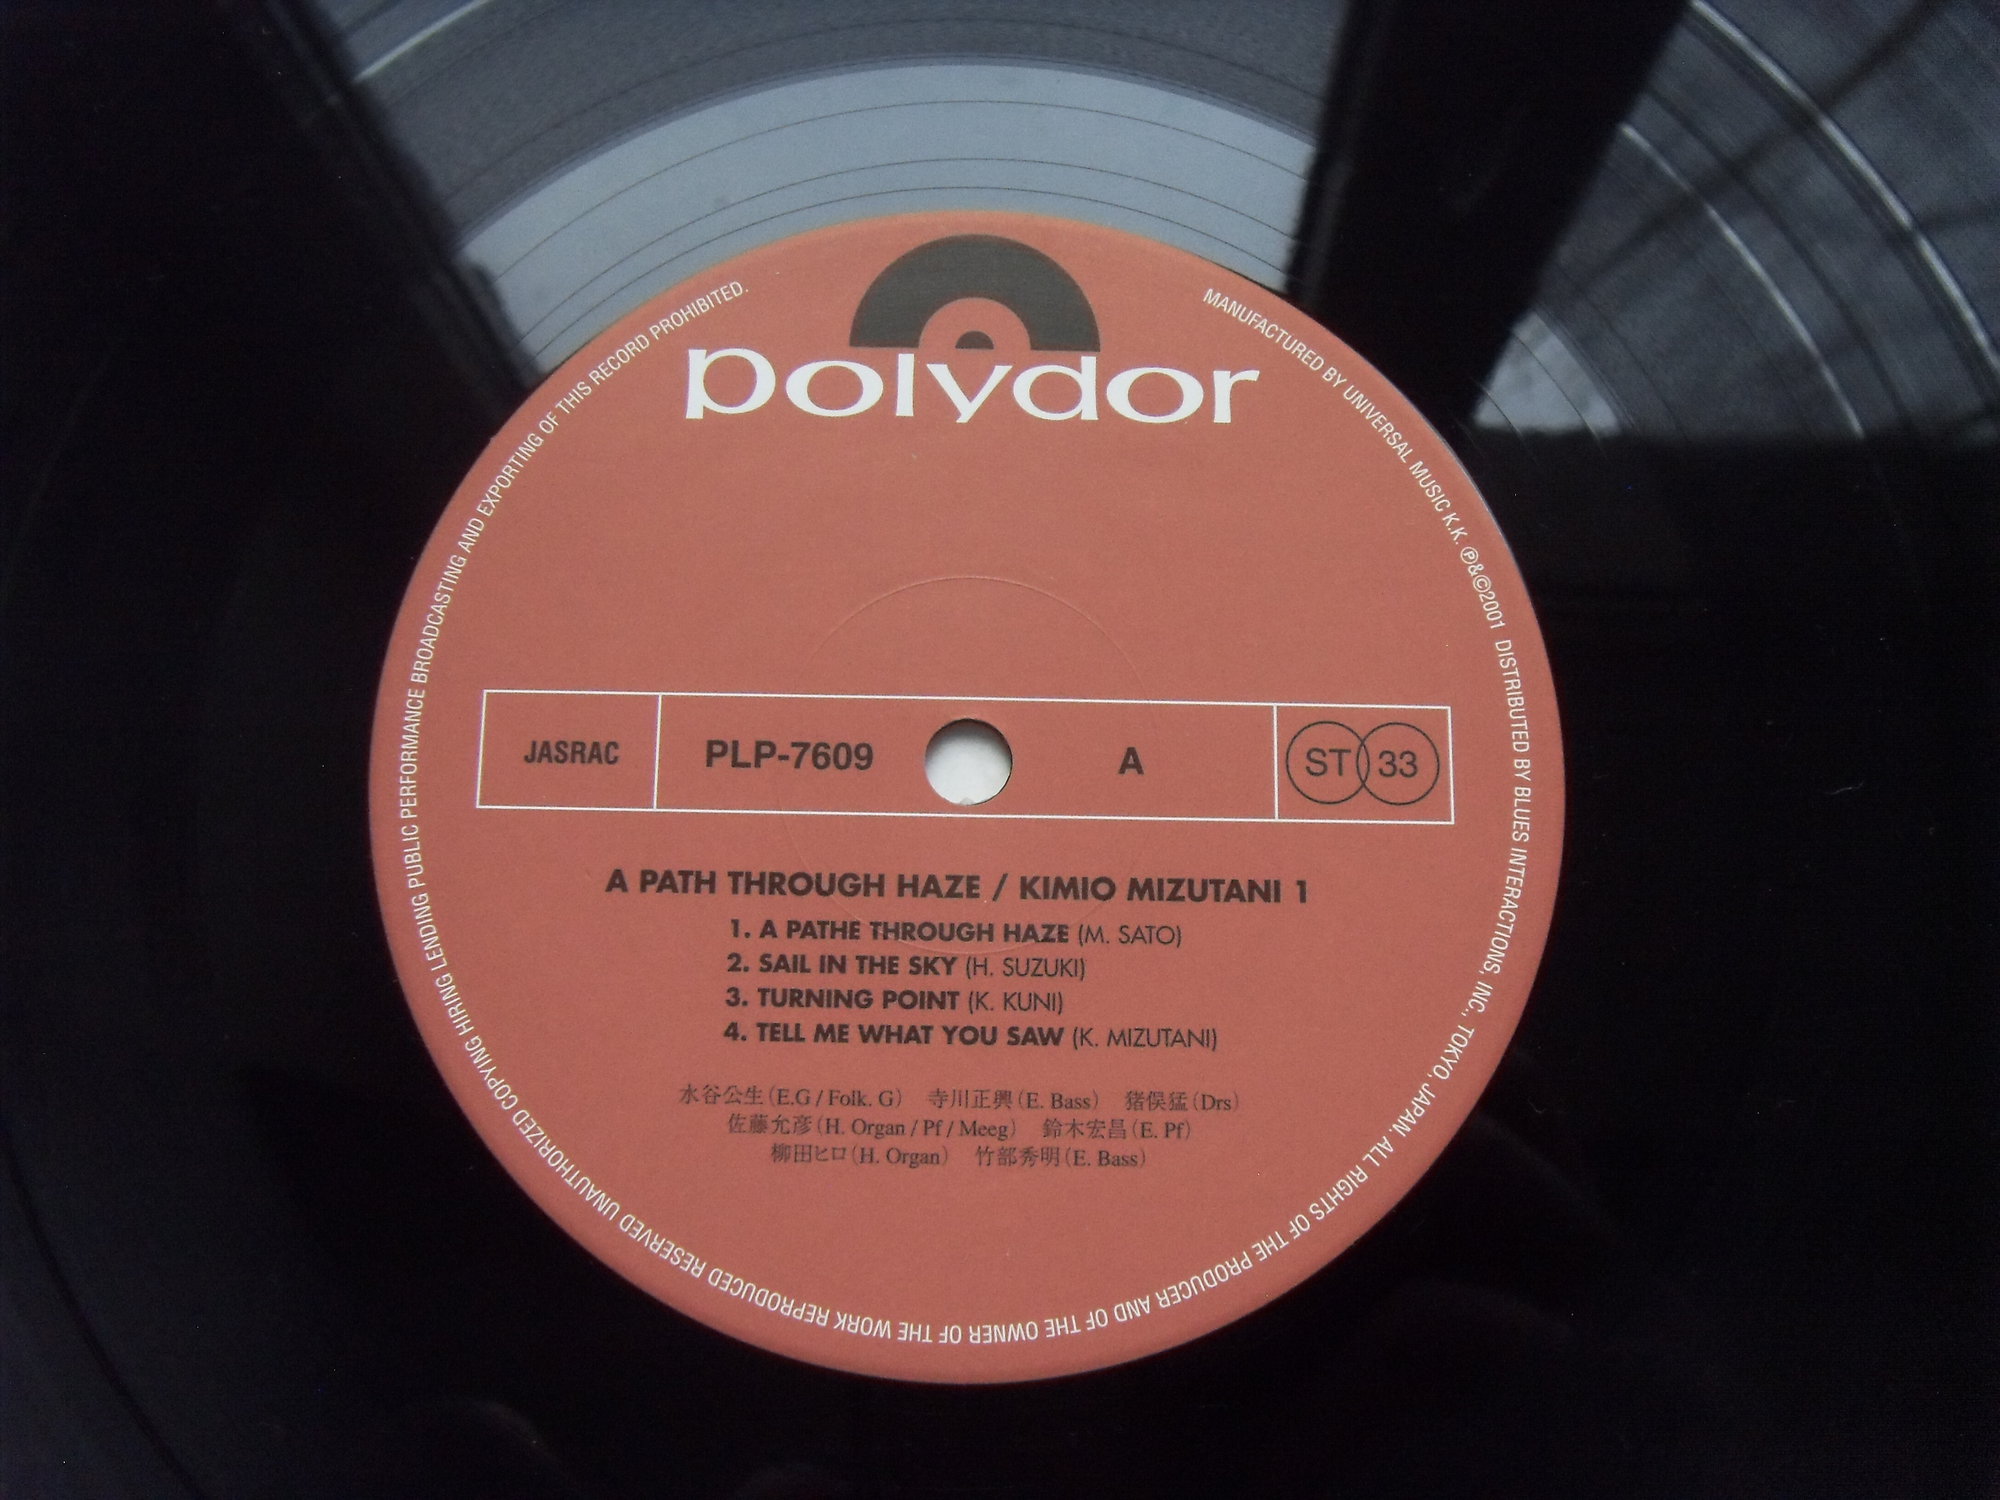 polydor
JASRAC PLP-7609 A ST 33
A PATH THROUGH HAZE / KIMIO MIZUTANI 1
1. A PATHE THROUGH HAZE (M. SATO)
2. SAIL IN THE SKY (H. SUZUKI)
3. TURNING POINT (K. KUNI)
4. TELL ME WHAT YOU SAW (K. MIZUTANI)
水谷公生(E.G / Folk. G) 寺川正興(E. Bass) 猪俣猛(Drs)
佐藤允彦(H. Organ / Pf / Meeg) 鈴木宏昌(E. Pf)
柳田ヒロ(H. Organ) 竹部秀明(E. Bass)
MANUFACTURED BY UNIVERSAL MUSIC K.K. ℗&©2001 DISTRIBUTED BY BLUES INTERACTIONS, INC., TOKYO, JAPAN. ALL RIGHTS OF THE PRODUCER AND OF THE OWNER OF THE WORK REPRODUCED RESERVED UNAUTHORIZED COPYING HIRING LENDING PUBLIC PERFORMANCE BROADCASTING AND EXPORTING OF THIS RECORD PROHIBITED.